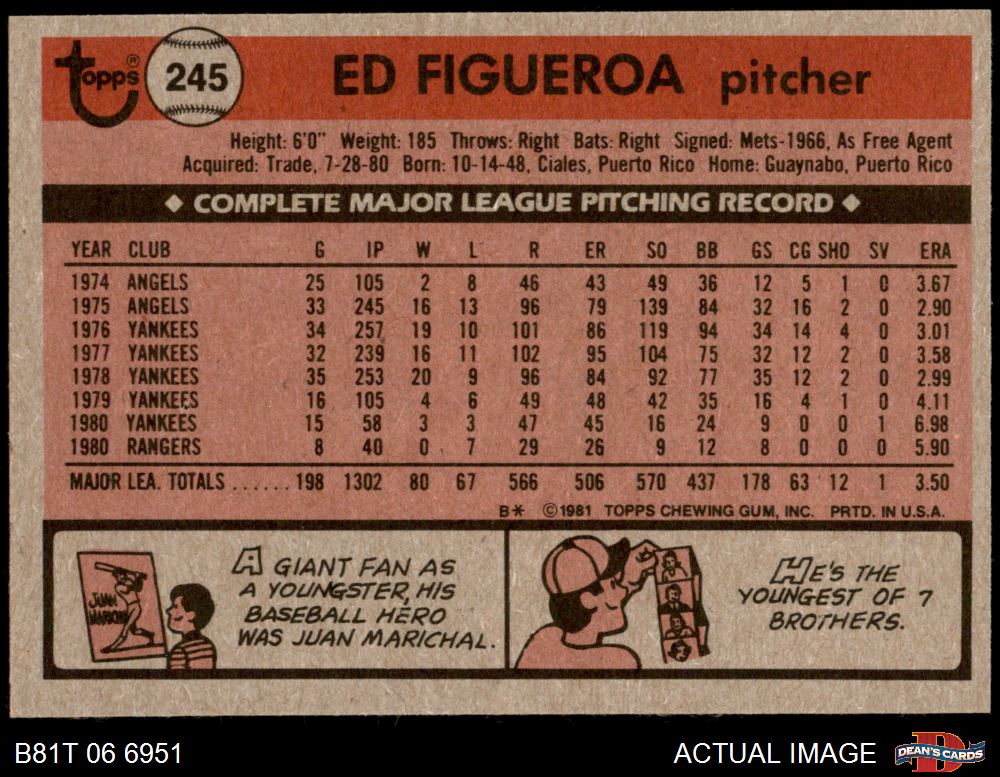 Topps® 245 ED FIGUEROA pitcher
Height: 6'0" Weight: 185 Throws: Right Bats: Right Signed: Mets-1966, As Free Agent
Acquired: Trade, 7-28-80 Born: 10-14-48, Ciales, Puerto Rico Home: Guaynabo, Puerto Rico
◆ COMPLETE MAJOR LEAGUE PITCHING RECORD ◆
YEAR CLUB G IP W L R ER SO BB GS CG SHO SV ERA
1974 ANGELS 25 105 2 8 46 43 49 36 12 5 1 0 3.67
1975 ANGELS 33 245 16 13 96 79 139 84 32 16 2 0 2.90
1976 YANKEES 34 257 19 10 101 86 119 94 34 14 4 0 3.01
1977 YANKEES 32 239 16 11 102 95 104 75 32 12 2 0 3.58
1978 YANKEES 35 253 20 9 96 84 92 77 35 12 2 0 2.99
1979 YANKEES 16 105 4 6 49 48 42 35 16 4 1 0 4.11
1980 YANKEES 15 58 3 3 47 45 16 24 9 0 0 1 6.98
1980 RANGERS 8 40 0 7 29 26 9 12 8 0 0 0 5.90
MAJOR LEA. TOTALS ......198 1302 80 67 566 506 570 437 178 63 12 1 3.50
B* ©1981 TOPPS CHEWING GUM, INC. PRTD. IN U.S.A.
A GIANT FAN AS
A YOUNGSTER, HIS
BASEBALL HERO
WAS JUAN MARICHAL.
JUAN
MARICHAL
HE'S THE
YOUNGEST OF 7
BROTHERS.
B81T 06 6951
ACTUAL IMAGE
D
DEAN'S CARDS